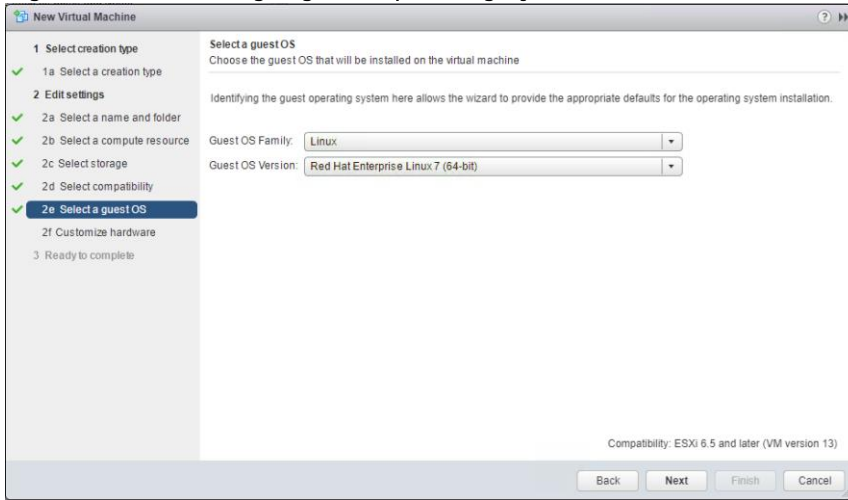 New Virtual Machine
1 Select creation type
1a Select a creation type
2 Edit settings
2a Select a name and folder
2b Select a compute resource
2c Select storage
2d Select compatibility
2e Select a guest OS
2f Customize hardware
3 Ready to complete
Select a guest OS
Choose the guest OS that will be installed on the virtual machine
Identifying the guest operating system here allows the wizard to provide the appropriate defaults for the operating system installation.
Guest OS Family: Linux
Guest OS Version: Red Hat Enterprise Linux 7 (64-bit)
Compatibility: ESXi 6.5 and later (VM version 13)
Back Next Finish Cancel